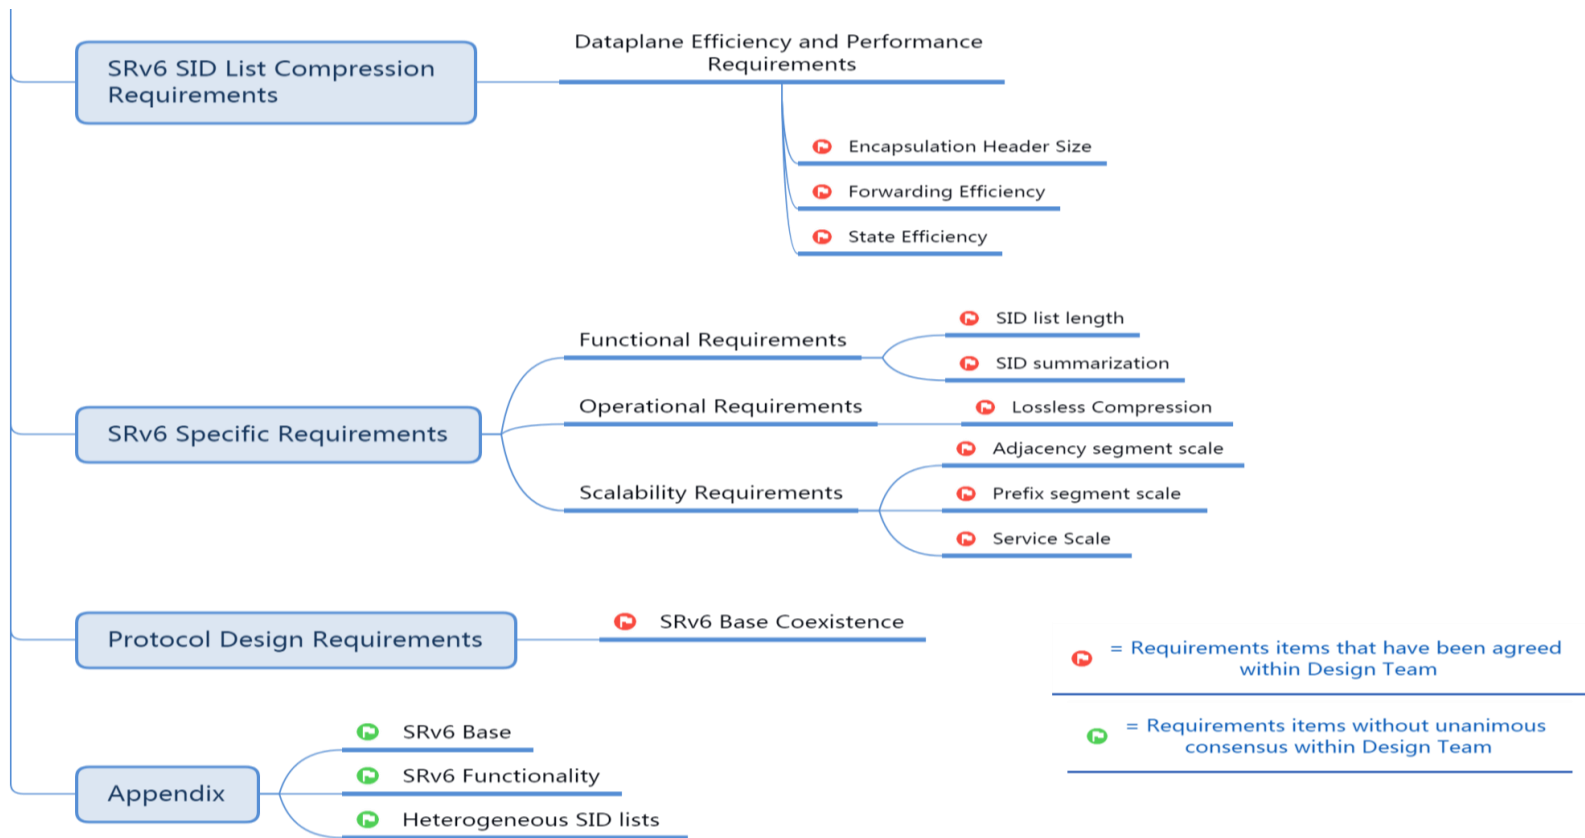 SRv6 SID List Compression
Requirements
Dataplane Efficiency and Performance
Requirements
Encapsulation Header Size
Forwarding Efficiency
State Efficiency
SRv6 Specific Requirements
Functional Requirements
SID list length
SID summarization
Operational Requirements
Lossless Compression
Scalability Requirements
Adjacency segment scale
Prefix segment scale
Service Scale
Protocol Design Requirements
SRv6 Base Coexistence
= Requirements items that have been agreed
within Design Team
= Requirements items without unanimous
consensus within Design Team
Appendix
SRv6 Base
SRv6 Functionality
Heterogeneous SID lists